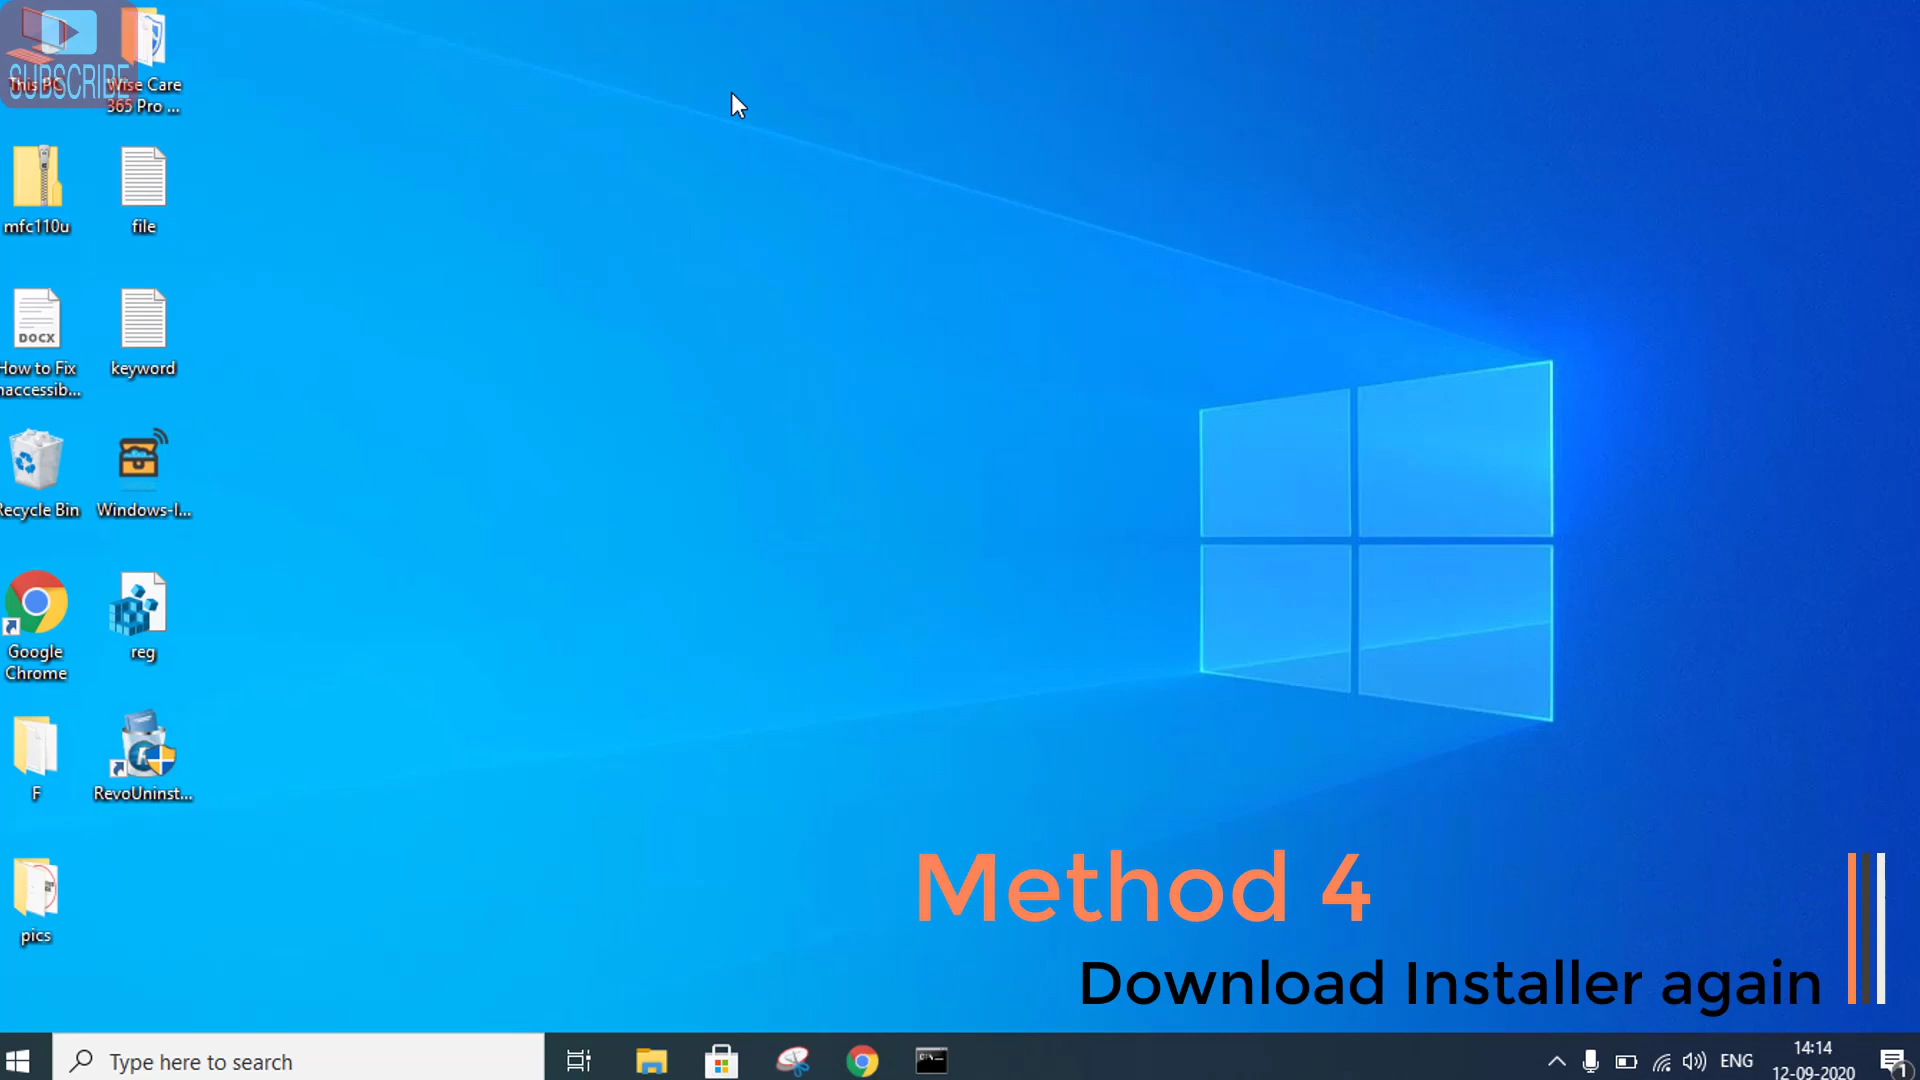 This PC
SUBSCRIBE
Wise Care
365 Pro ...
mfc110u
file
DOCX
How to Fix
naccessib...
keyword
Recycle Bin
Windows-I...
Google
Chrome
reg
F
RevoUninst...
pics
Method 4
Download Installer again
Type here to search
ENG
14:14
12-09-2020
1